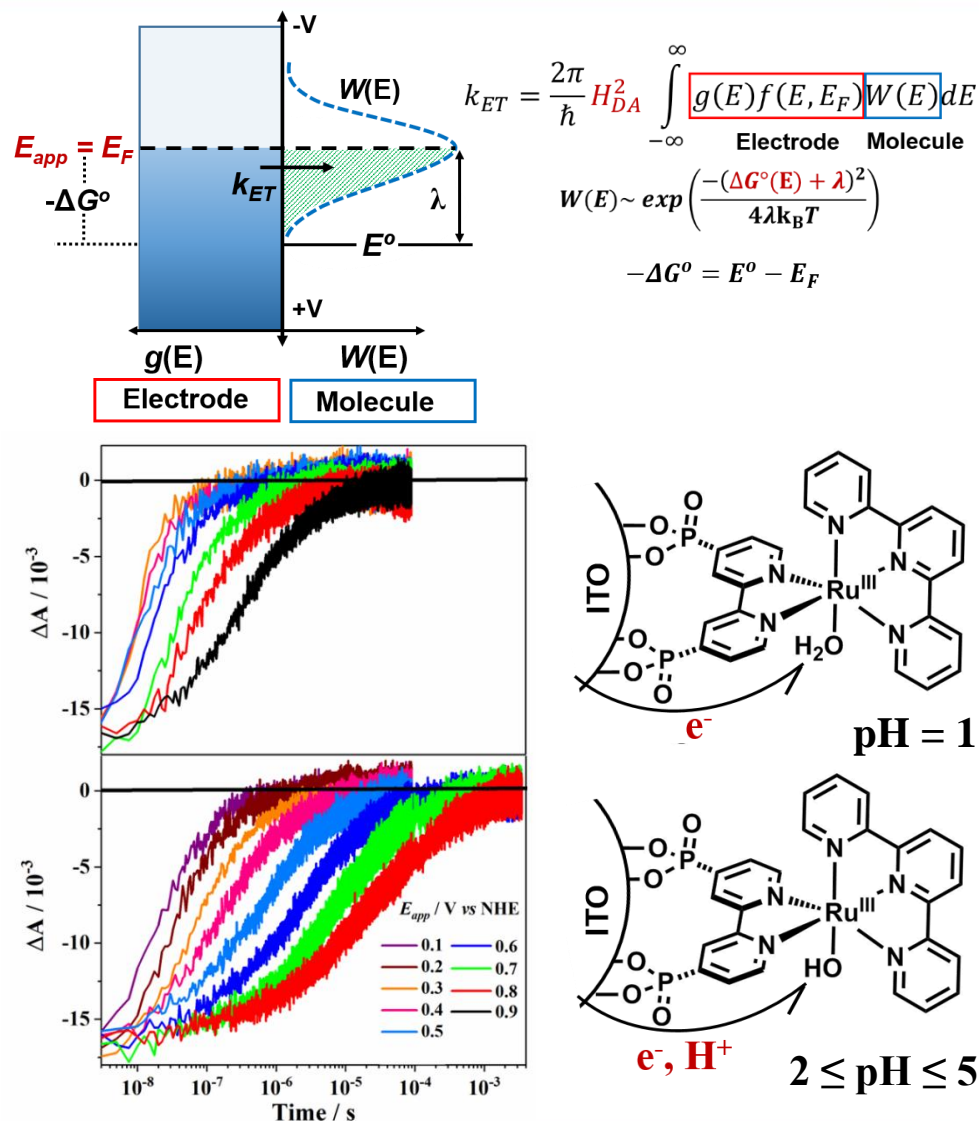 -V
W(E)
E_app = E_F
-ΔG°
k_ET
λ
E°
+V
g(E) W(E)
Electrode Molecule
k_ET = 2π/ℏ H_DA^2 ∫_{-∞}^{∞} g(E)f(E, E_F)W(E)dE
Electrode Molecule
W(E)~ exp(-(ΔG°(E) + λ)^2 / 4λk_BT)
-ΔG° = E° - E_F
ΔA / 10^-3
0
-5
-10
-15
ΔA / 10^-3
0
-5
-10
-15
E_app / V vs NHE
0.1 0.6
0.2 0.7
0.3 0.8
0.4 0.9
0.5
10^-8 10^-7 10^-6 10^-5 10^-4 10^-3
Time / s
ITO
O
O
P
O
O
O
P
O
N
N
N
N
N
Ru^III
H2O
e-
pH = 1
ITO
O
O
P
O
O
O
P
O
N
N
N
N
N
Ru^III
HO
e-, H+
2 ≤ pH ≤ 5